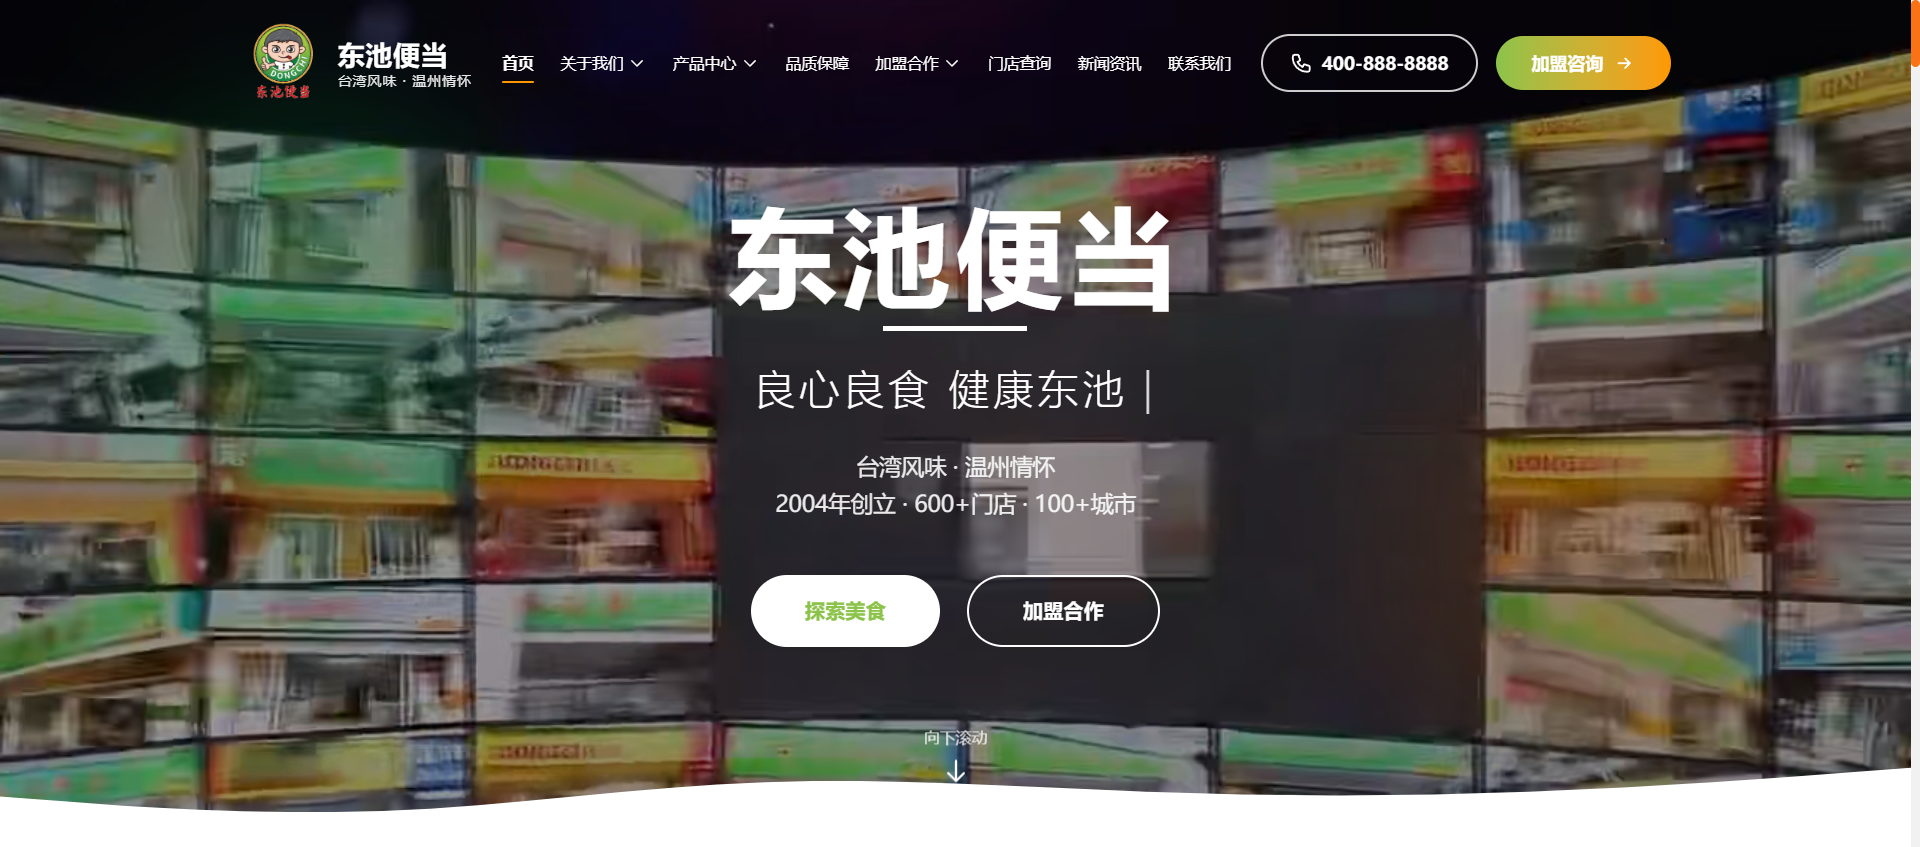 DONGCHI
东池便当
东池便当
台湾风味 · 温州情怀
首页
关于我们
产品中心
品质保障
加盟合作
门店查询
新闻资讯
联系我们
400-888-8888
加盟咨询
东池便当
良心良食 健康东池
台湾风味 · 温州情怀
2004年创立 · 600+门店 · 100+城市
探索美食
加盟合作
向下滚动